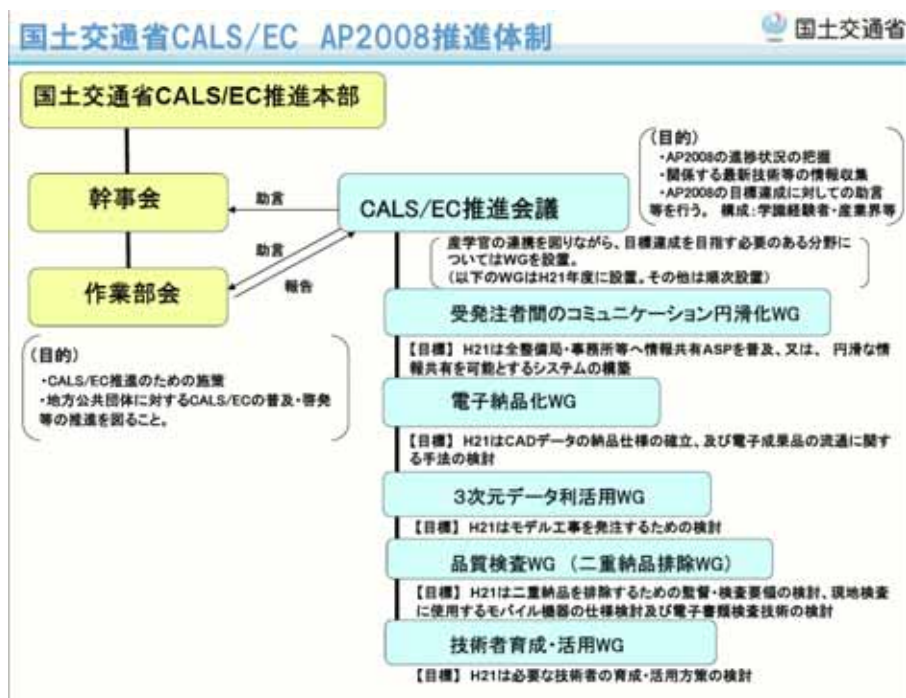 国土交通省CALS/EC AP2008推進体制
国土交通省
国土交通省CALS/EC推進本部
幹事会
助言
CALS/EC推進会議
(目的)
・AP2008の進捗状況の把握
・関係する最新技術等の情報収集
・AP2008の目標達成に対しての助言
等を行う。 構成:学識経験者・産業界等
作業部会
助言
報告
産学官の連携を図りながら、目標達成を目指す必要のある分野に
ついてはWGを設置。
(以下のWGはH21年度に設置。その他は順次設置)
(目的)
・CALS/EC推進のための施策
・地方公共団体に対するCALS/ECの普及・啓発
等の推進を図ること。
受発注者間のコミュニケーション円滑化WG
【目標】 H21は全整備局・事務所等へ情報共有ASPを普及、又は、 円滑な情
報共有を可能とするシステムの構築
電子納品化WG
【目標】 H21はCADデータの納品仕様の確立、及び電子成果品の流通に関す
る手法の検討
3次元データ利活用WG
【目標】 H21はモデル工事を発注するための検討
品質検査WG (二重納品排除WG)
【目標】 H21は二重納品を排除するための監督・検査要領の検討、現地検査
に使用するモバイル機器の仕様検討及び電子書類検査技術の検討
技術者育成・活用WG
【目標】 H21は必要な技術者の育成・活用方策の検討